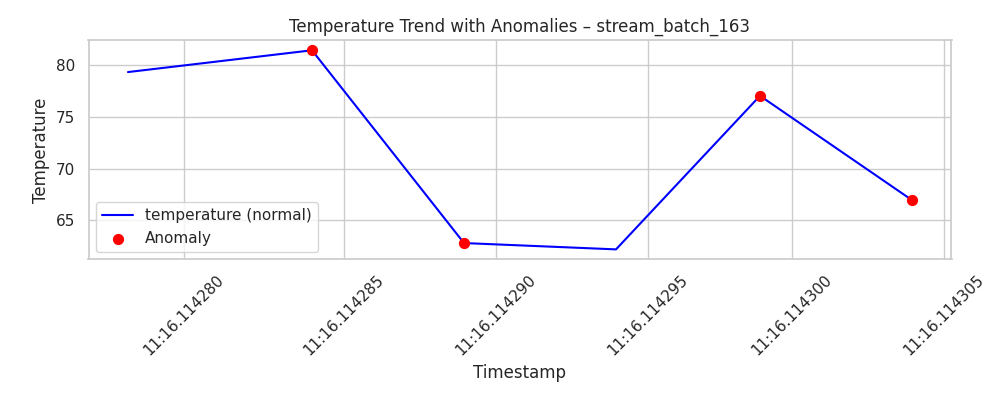 Temperature Trend with Anomalies – stream_batch_163
Temperature
80
75
70
65
temperature (normal)
Anomaly
11:16.114280
11:16.114285
11:16.114290
11:16.114295
11:16.114300
11:16.114305
Timestamp